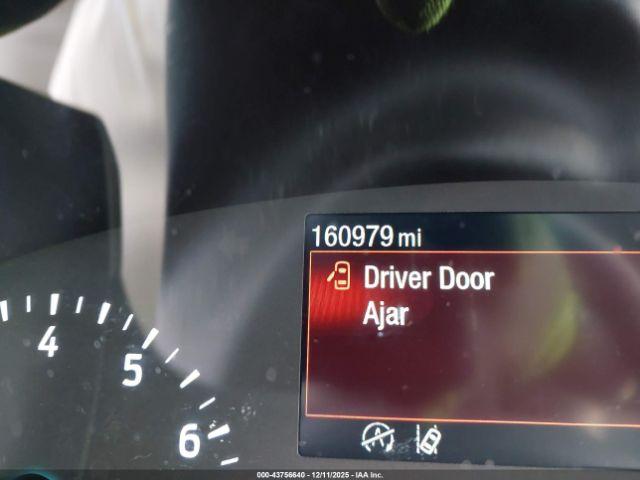 160979 mi
Driver Door
Ajar
4
5
6
A
000-43756640 - 12/11/2025 - IAA Inc.